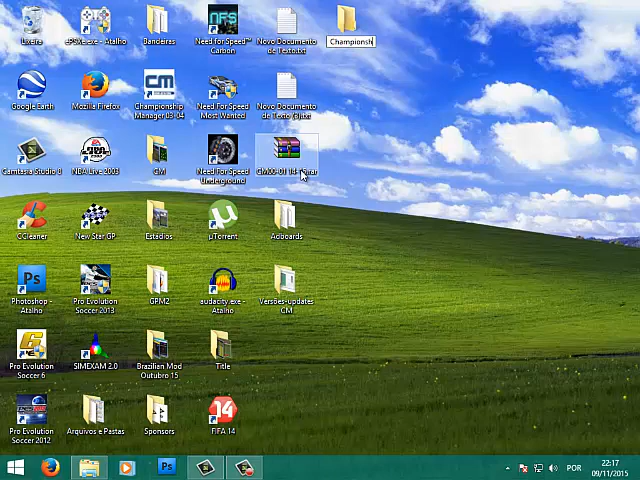 Lixeira
ePSXe.exe - Atalho
Bandeiras
Need for Speed™
Carbon
Novo Documento
de Texto.txt
Championsh
Google Earth
Mozilla Firefox
Championship
Manager 03-04
Need For Speed
Most Wanted
Novo Documento
de Texto (3).txt
Camtasia Studio 8
NBA Live 2003
CM
Need For Speed
Underground
CCleaner
New Star GP
Estádios
µTorrent
Adboards
Photoshop -
Atalho
Pro Evolution
Soccer 2013
GPM2
audacity.exe -
Atalho
Versões-updates
CM
Pro Evolution
Soccer 6
SIMEXAM 2.0
Brazilian Mod
Outubro 15
Title
Pro Evolution
Soccer 2012
Arquivos e Pastas
Sponsors
FIFA 14
POR
22:17
09/11/2015